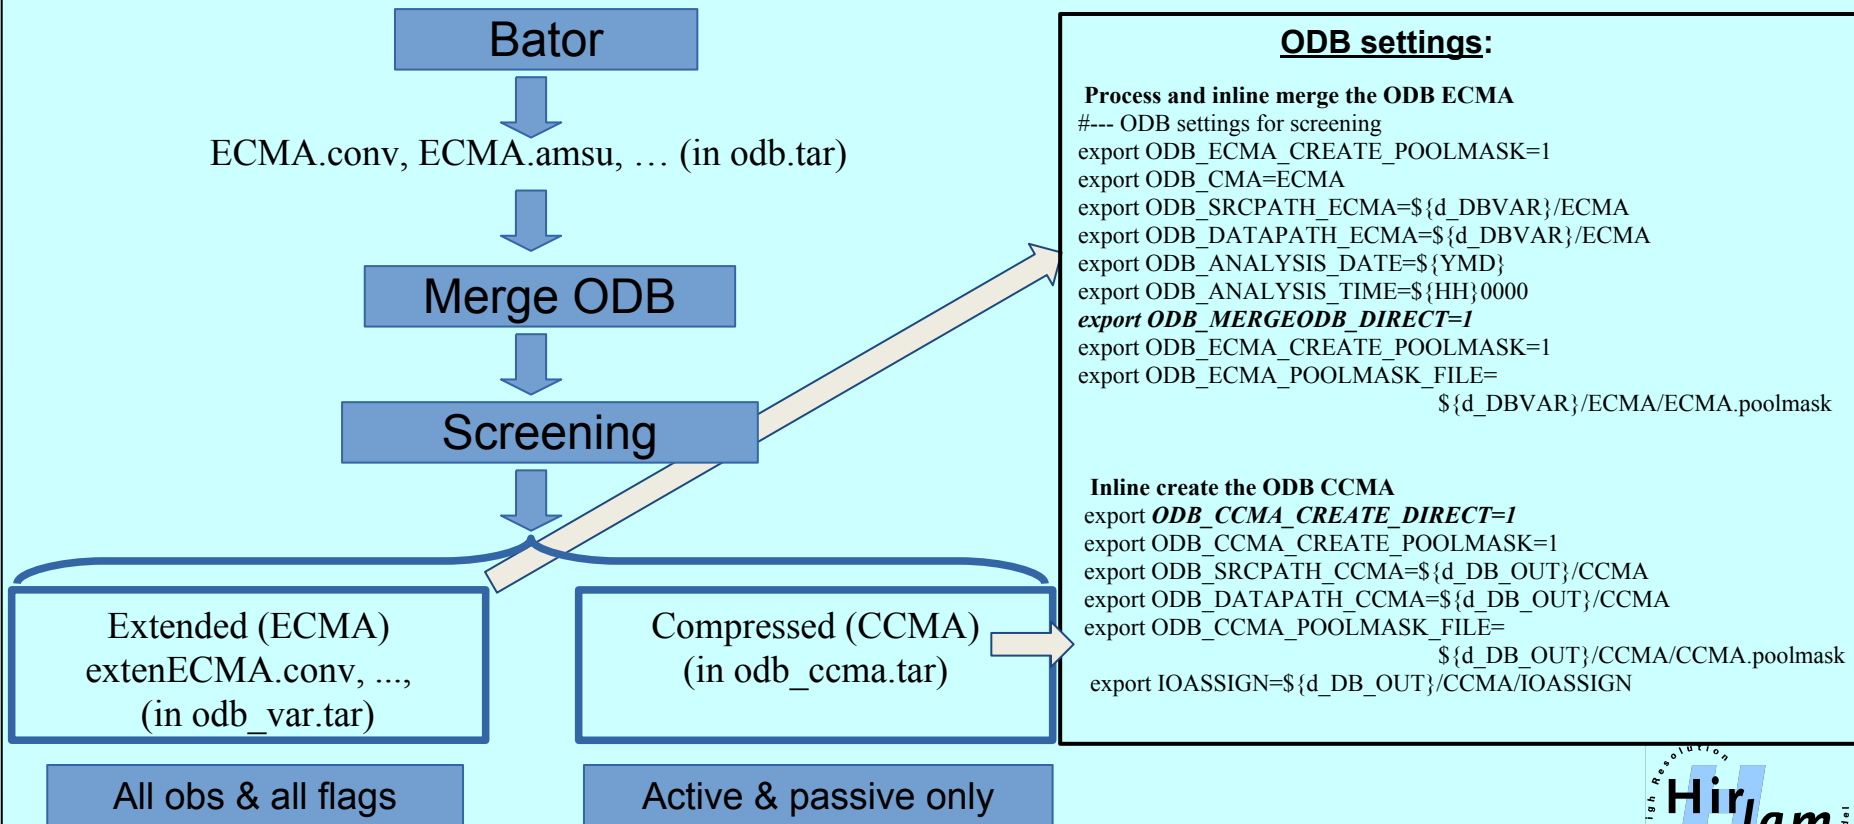 Bator
ECMA.conv, ECMA.amsu, … (in odb.tar)
Merge ODB
Screening
Extended (ECMA)
extenECMA.conv, ...,
(in odb_var.tar)
Compressed (CCMA)
(in odb_ccma.tar)
All obs & all flags
Active & passive only
ODB settings:
Process and inline merge the ODB ECMA
#--- ODB settings for screening
export ODB_ECMA_CREATE_POOLMASK=1
export ODB_CMA=ECMA
export ODB_SRCPATH_ECMA=${d_DBVAR}/ECMA
export ODB_DATAPATH_ECMA=${d_DBVAR}/ECMA
export ODB_ANALYSIS_DATE=${YMD}
export ODB_ANALYSIS_TIME=${HH}0000
export ODB_MERGEODB_DIRECT=1
export ODB_ECMA_CREATE_POOLMASK=1
export ODB_ECMA_POOLMASK_FILE=
${d_DBVAR}/ECMA/ECMA.poolmask
Inline create the ODB CCMA
export ODB_CCMA_CREATE_DIRECT=1
export ODB_CCMA_CREATE_POOLMASK=1
export ODB_SRCPATH_CCMA=${d_DB_OUT}/CCMA
export ODB_DATAPATH_CCMA=${d_DB_OUT}/CCMA
export ODB_CCMA_POOLMASK_FILE=
${d_DB_OUT}/CCMA/CCMA.poolmask
export IOASSIGN=${d_DB_OUT}/CCMA/IOASSIGN
Resolution
Hirlam